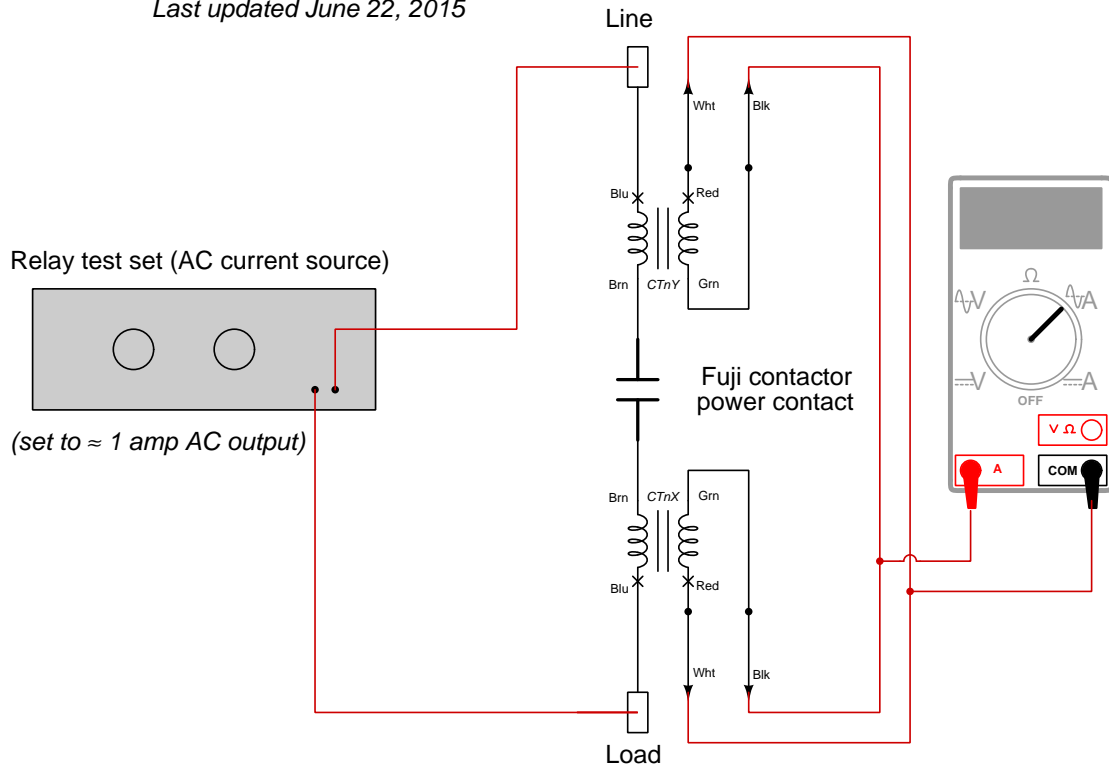 Last updated June 22, 2015
Line
Wht
Blk
Blu
Red
Brn
CTnY
Grn
Relay test set (AC current source)
(set to ≈ 1 amp AC output)
Fuji contactor
power contact
Brn
CTnX
Grn
Blu
Red
Wht
Blk
Load
Ω
V
A
V
A
OFF
V Ω
A
COM